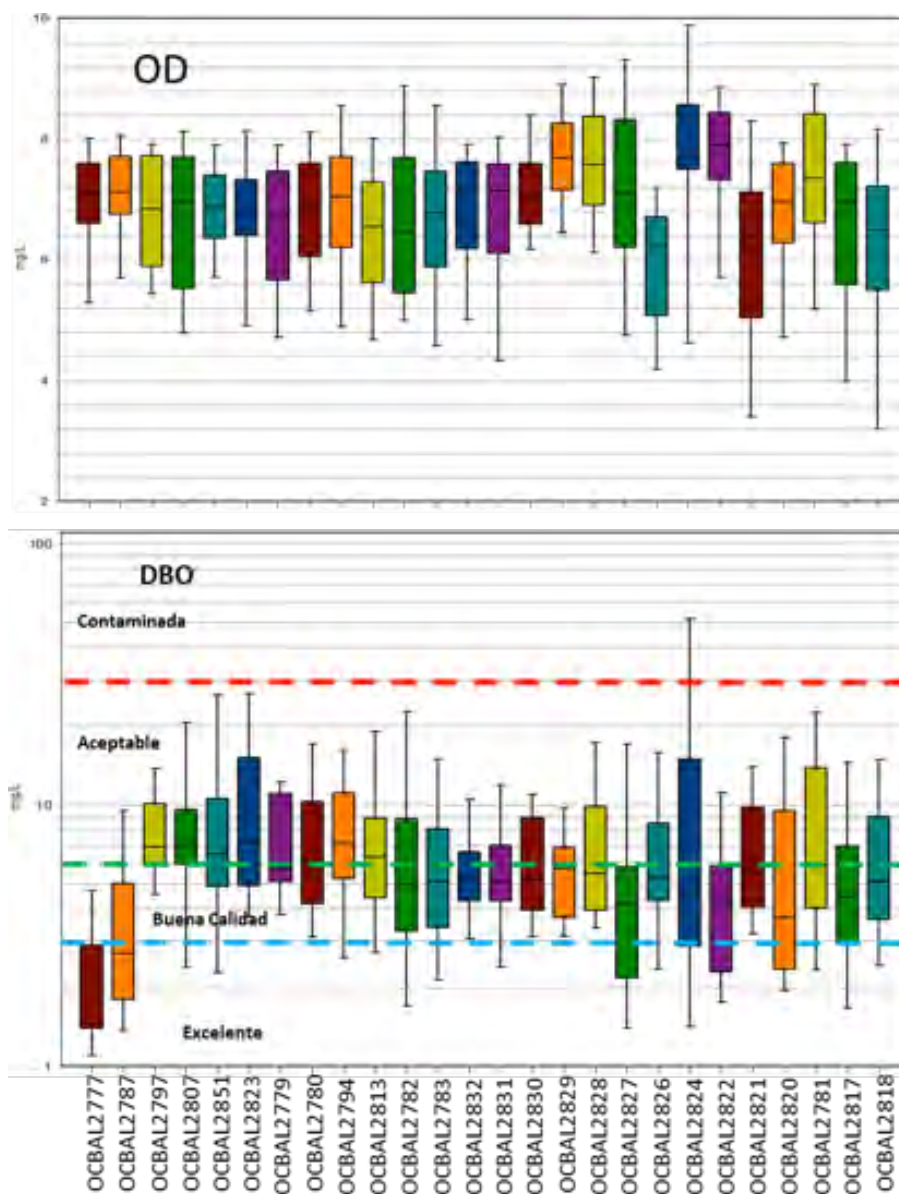 10
OD
8
mg/L
6
4
2
100
DBO
Contaminada
Aceptable
mg/L
10
Buena Calidad
Excelente
1
OCBAL2777
OCBAL2787
OCBAL2797
OCBAL2807
OCBAL2851
OCBAL2823
OCBAL2779
OCBAL2780
OCBAL2794
OCBAL2813
OCBAL2782
OCBAL2783
OCBAL2832
OCBAL2831
OCBAL2830
OCBAL2829
OCBAL2828
OCBAL2827
OCBAL2826
OCBAL2824
OCBAL2822
OCBAL2821
OCBAL2820
OCBAL2781
OCBAL2817
OCBAL2818